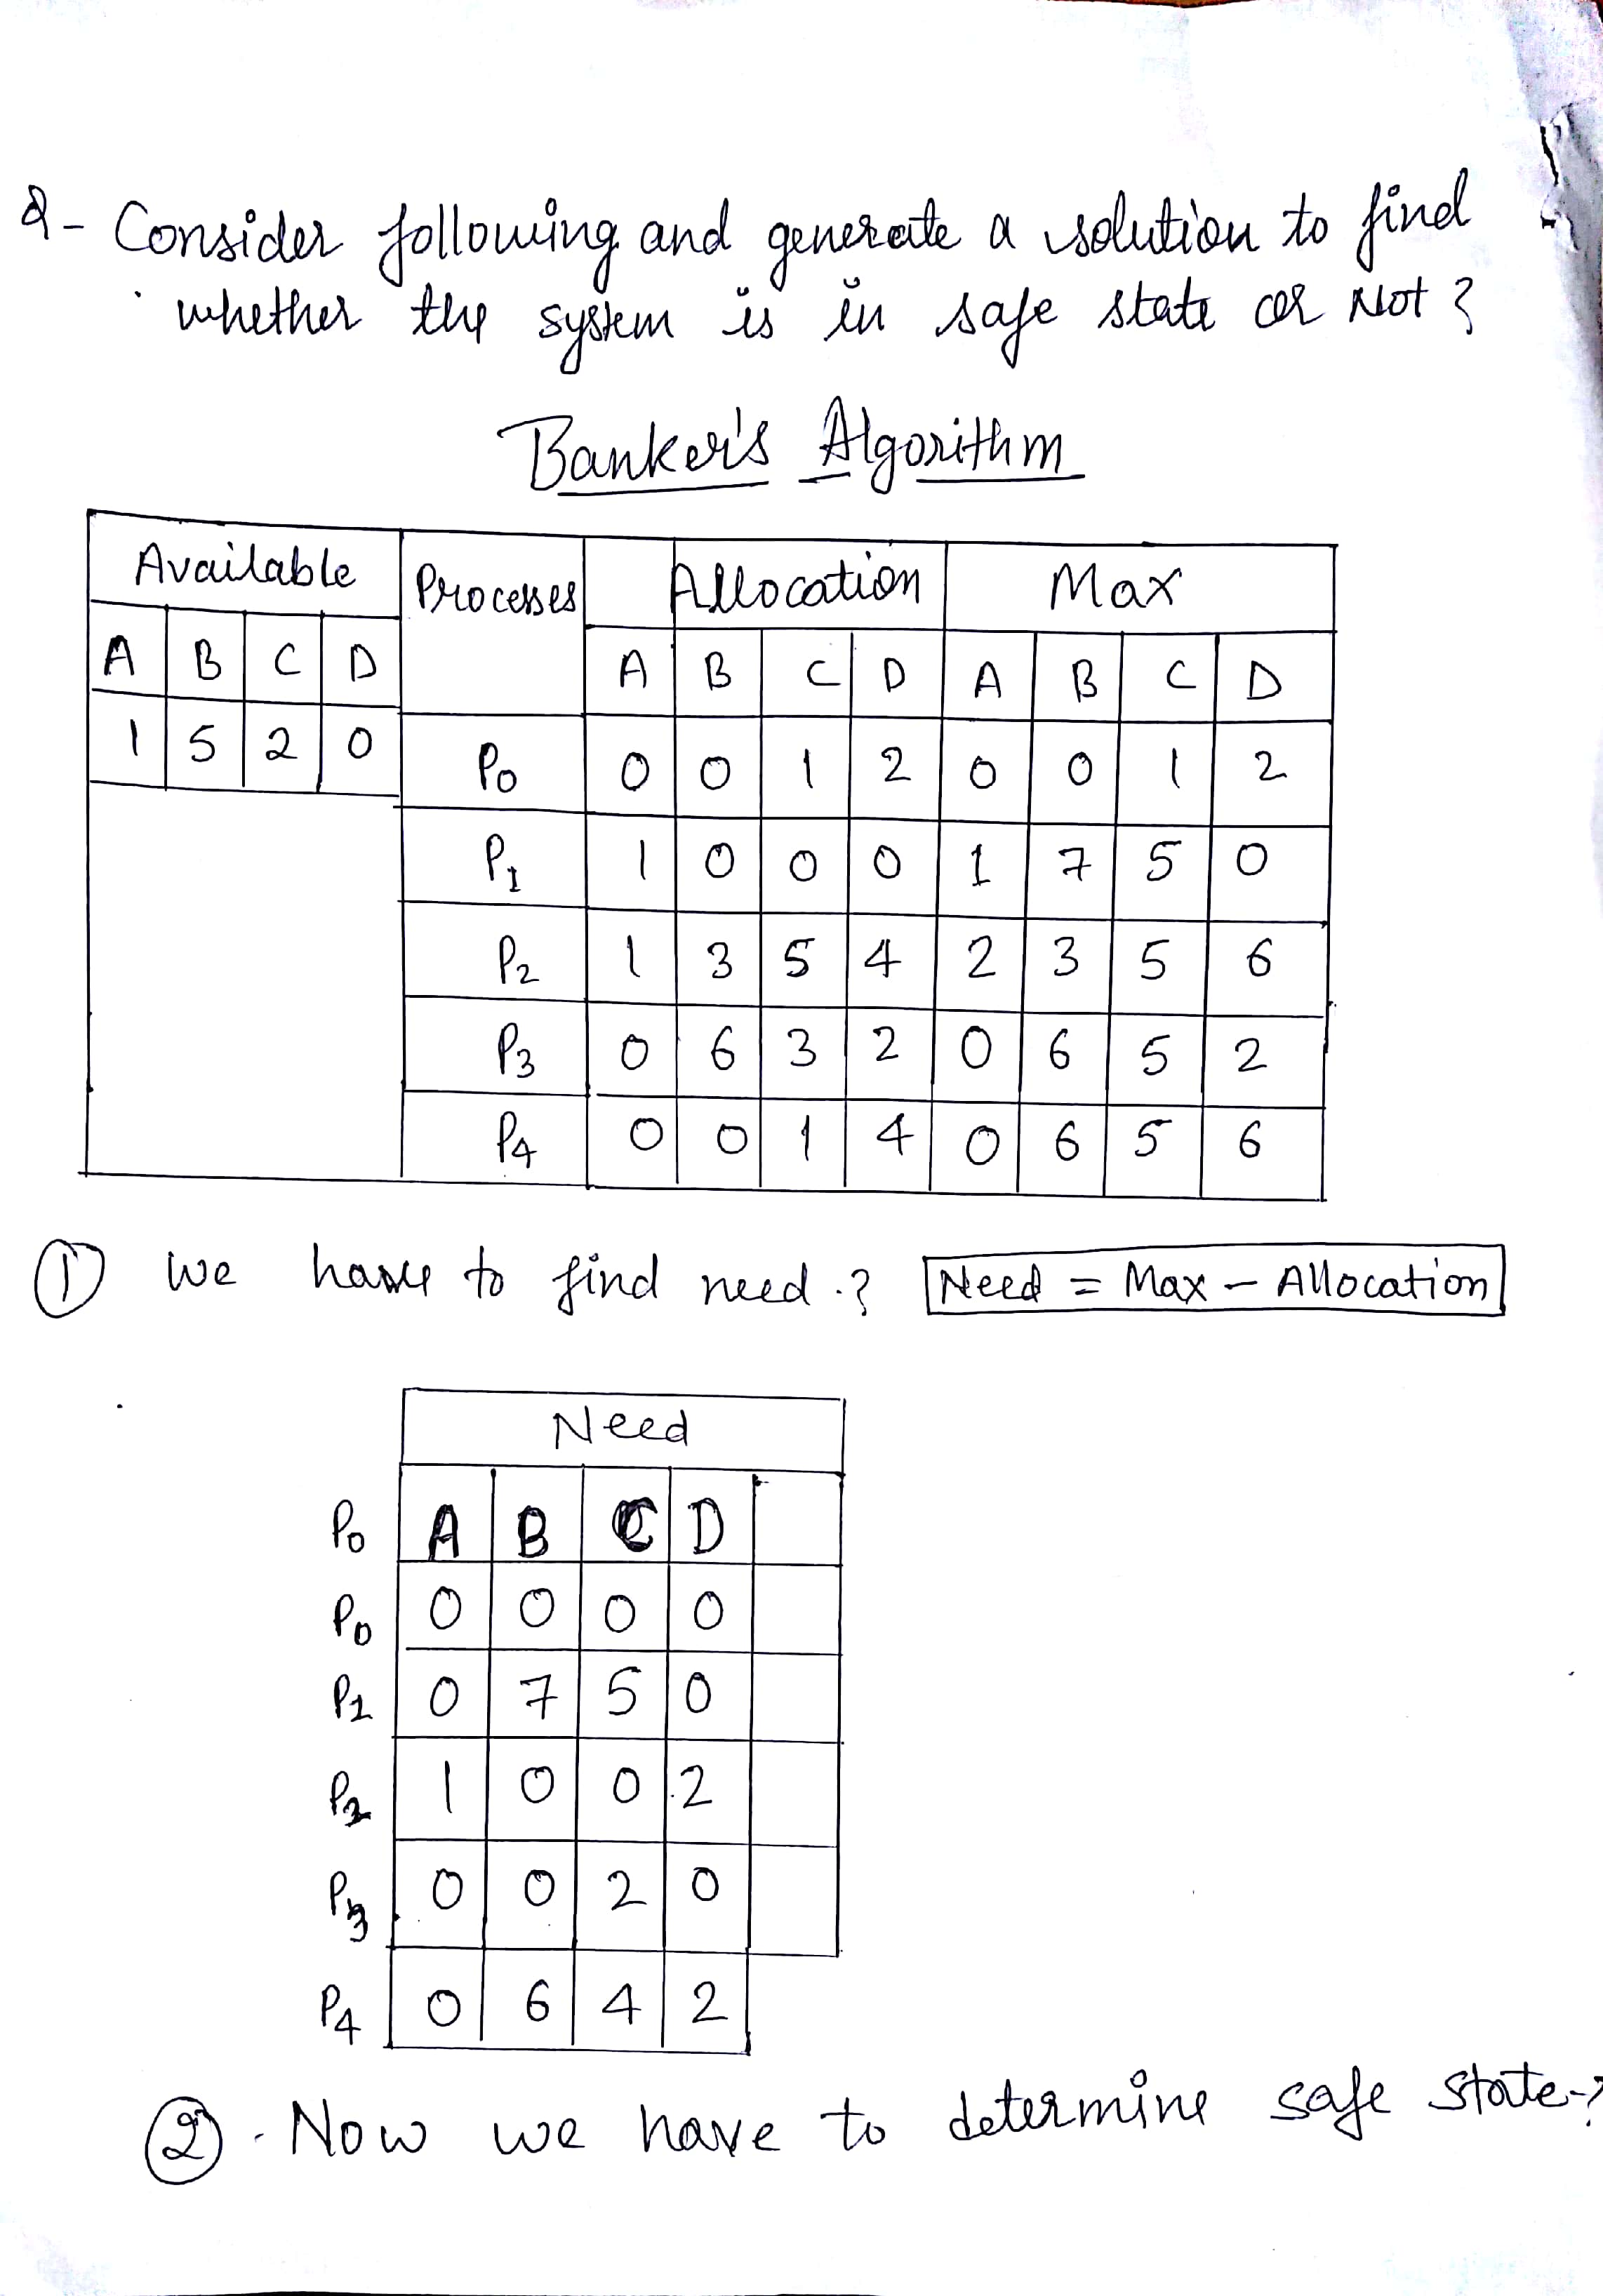 Q- Consider following and generate a solution to find
whether the system is in safe state or Not ?
Banker's Algorithm
Available Processes Allocation Max
A B C D A B C D A B C D
1 5 2 0 P0 0 0 1 2 0 0 1 2
P1 1 0 0 0 1 7 5 0
P2 1 3 5 4 2 3 5 6
P3 0 6 3 2 0 6 5 2
P4 0 0 1 4 0 6 5 6
① we have to find need .? Need = Max - Allocation
Need
P0 A B C D
P0 0 0 0 0
P1 0 7 5 0
P2 1 0 0 2
P3 0 0 2 0
P4 0 6 4 2
②. Now we have to determine safe state-?